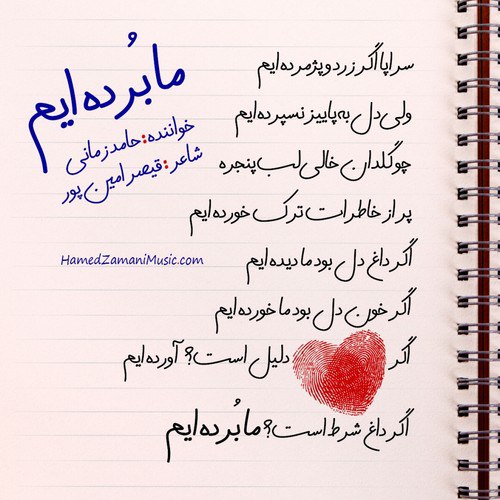 ما بُرده ایم
خواننده:حامد زمانی
شاعر:قیصر امین پور
HamedZamaniMusic.com
سراپا اگر زرد و پژمرده ایم
ولی دل به پاییز نسپرده ایم
چو گلدان خالی لب پنجره
پر از خاطرات ترک خورده ایم
اگر داغ دل بود ما دیده ایم
اگر خون دل بود ما خورده ایم
اگر دلیل است؟ آورده ایم
اگر داغ شرط است؟ ما بُرده ایم